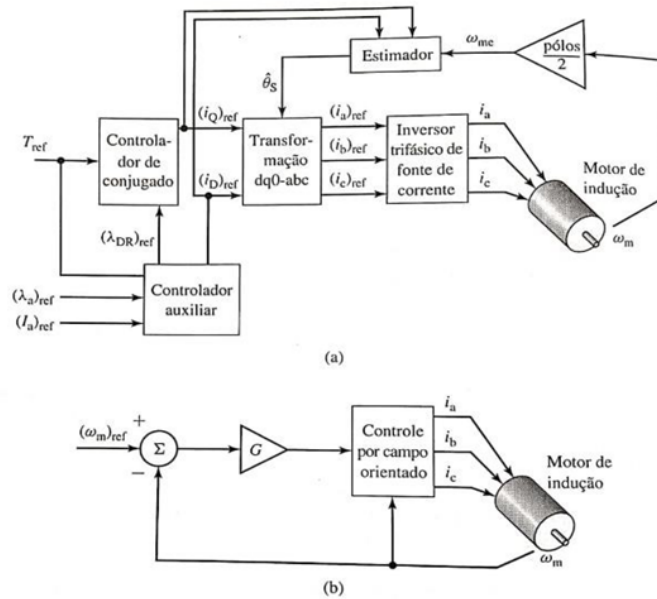 pólos
2
ω_me
Estimador
θ̂_S
T_ref
Controla-
dor de
conjugado
(i_Q)_ref
(i_D)_ref
Transfor-
mação
dq0-abc
(i_a)_ref
(i_b)_ref
(i_c)_ref
Inversor
trifásico de
fonte de
corrente
i_a
i_b
i_c
Motor de
indução
ω_m
(λ_DR)_ref
(λ_a)_ref
(I_a)_ref
Controlador
auxiliar
(a)
(ω_m)_ref
+
Σ
−
G
Controle
por campo
orientado
i_a
i_b
i_c
Motor de
indução
ω_m
(b)